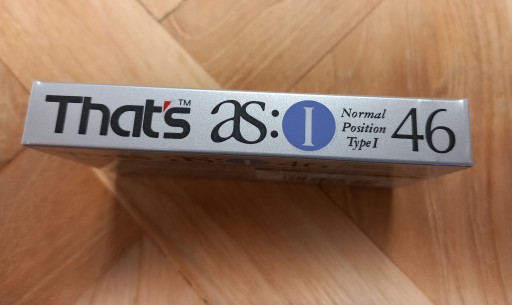 That's™ as:I Normal Position Type I 46